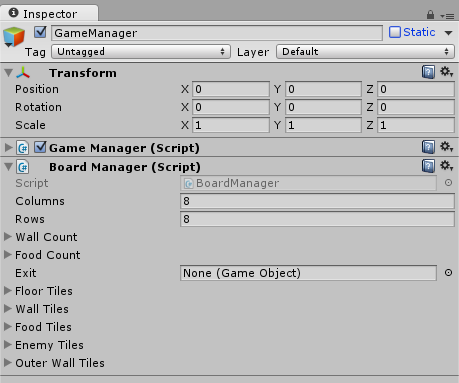 Inspector
GameManager Static
Tag Untagged Layer Default
Transform
Position X 0 Y 0 Z 0
Rotation X 0 Y 0 Z 0
Scale X 1 Y 1 Z 1
Game Manager (Script)
Board Manager (Script)
Script BoardManager
Columns 8
Rows 8
Wall Count
Food Count
Exit None (Game Object)
Floor Tiles
Wall Tiles
Food Tiles
Enemy Tiles
Outer Wall Tiles